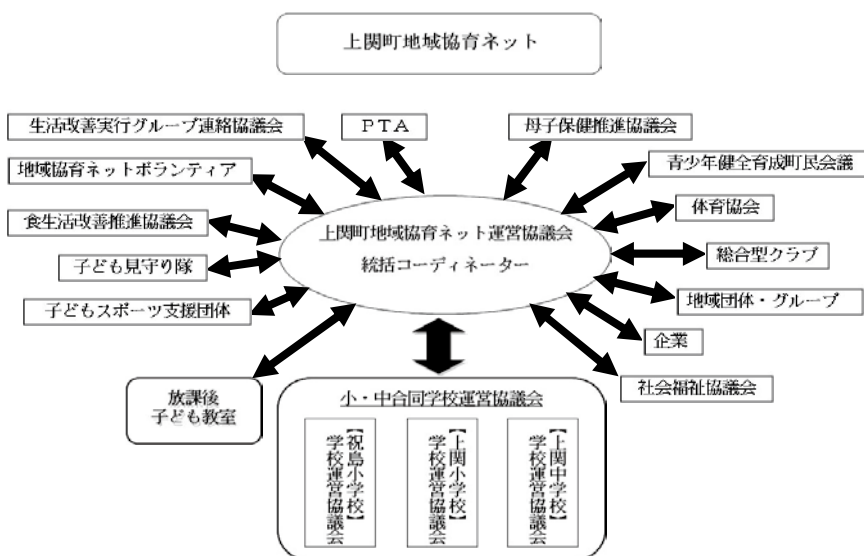 上関町地域協育ネット
生活改善実行グループ連絡協議会
PTA
母子保健推進協議会
地域協育ネットボランティア
青少年健全育成町民会議
食生活改善推進協議会
体育協会
上関町地域協育ネット運営協議会
統括コーディネーター
子ども見守り隊
総合型クラブ
子どもスポーツ支援団体
地域団体・グループ
企業
社会福祉協議会
放課後
子ども教室
小・中合同学校運営協議会
【祝島小学校】
学校運営協議会
【上関小学校】
学校運営協議会
【上関中学校】
学校運営協議会